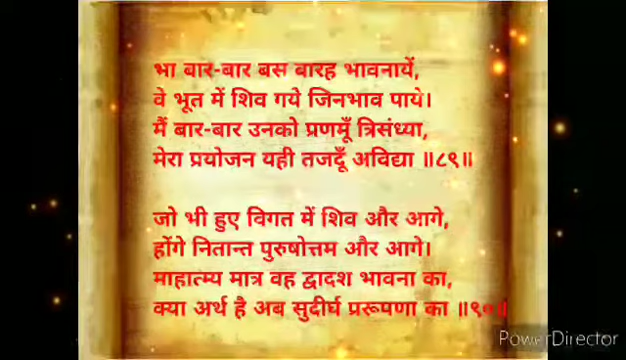 भा बार-बार बस बारह भावनायें,
वे भूत में शिव गये जिनभाव पाये।
मैं बार-बार उनको प्रणमूँ त्रिसंध्या,
मेरा प्रयोजन यही तजदूँ अविद्या ॥८९॥
जो भी हुए विगत में शिव और आगे,
होंगे नितान्त पुरुषोत्तम और आगे।
माहात्म्य मात्र वह द्वादश भावना का,
क्या अर्थ है अब सुदीर्घ प्ररूपणा का ॥९०॥
PowerDirector